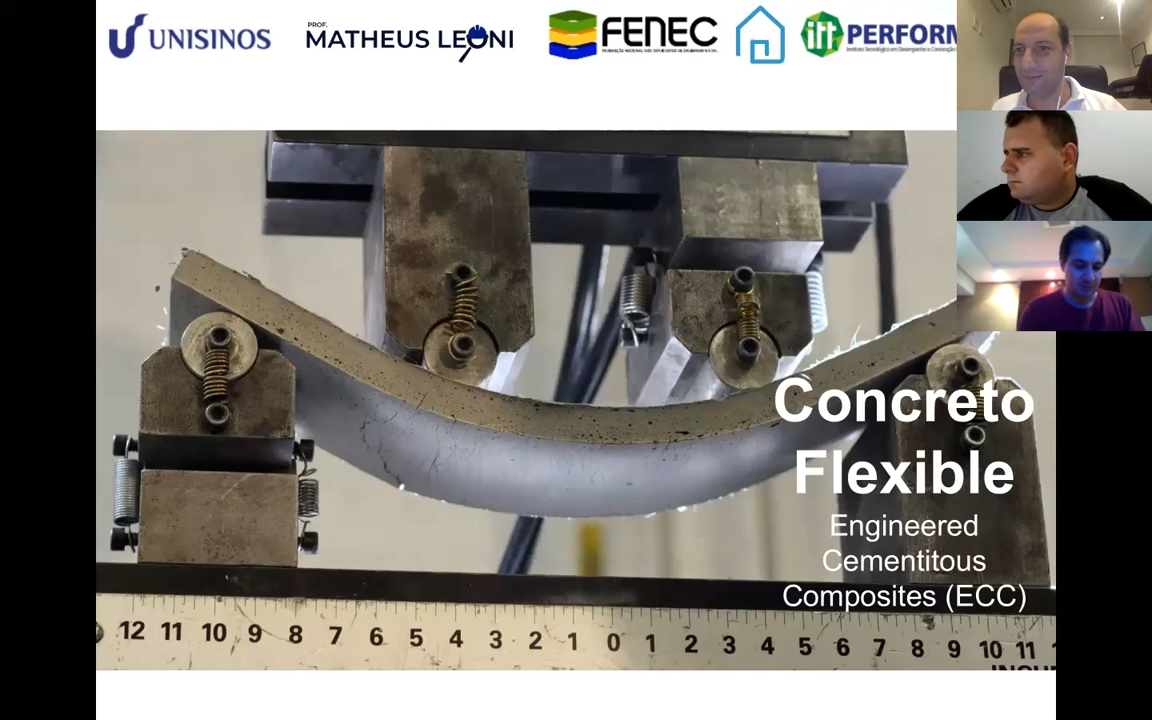 UNISINOS
PROF.
MATHEUS LEONI
FENEC
itt PERFORM
Concreto
Flexible
Engineered
Cementitous
Composites (ECC)
12 11 10 9 8 7 6 5 4 3 2 1 0 1 2 3 4 5 6 7 8 9 10 11